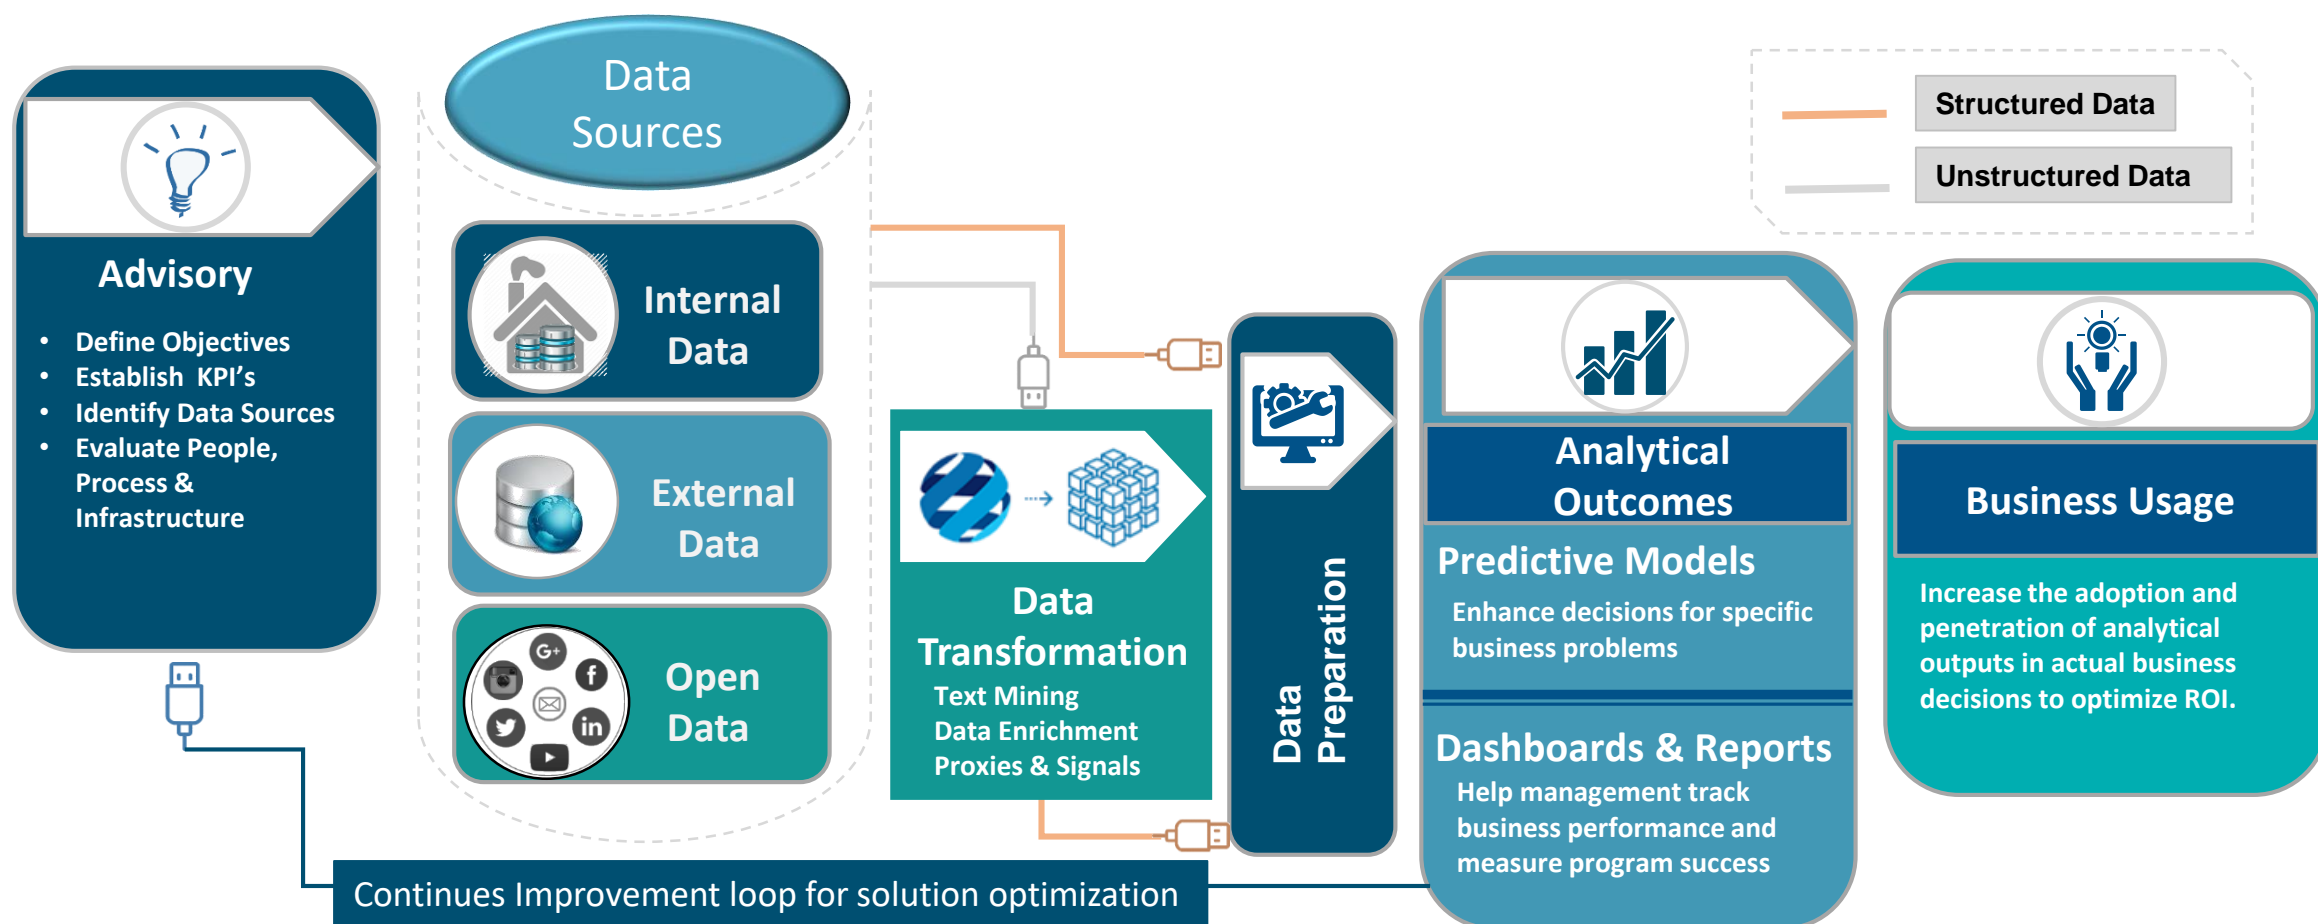 Advisory
• Define Objectives
• Establish  KPI's
• Identify Data Sources
• Evaluate People,
Process &
Infrastructure
Data
Sources
Internal
Data
External
Data
Open
Data
G+
f
in
Data
Transformation
Text Mining
Data Enrichment
Proxies & Signals
Data
Preparation
Structured Data
Unstructured Data
Analytical
Outcomes
Predictive Models
Enhance decisions for specific
business problems
Dashboards & Reports
Help management track
business performance and
measure program success
Business Usage
Increase the adoption and
penetration of analytical
outputs in actual business
decisions to optimize ROI.
Continues Improvement loop for solution optimization